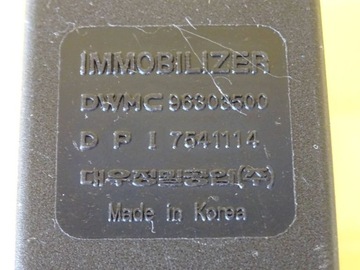 IMMOBILIZER
DWMC 96808500
D P I 7541114
대우정밀공업(주)
Made in Korea